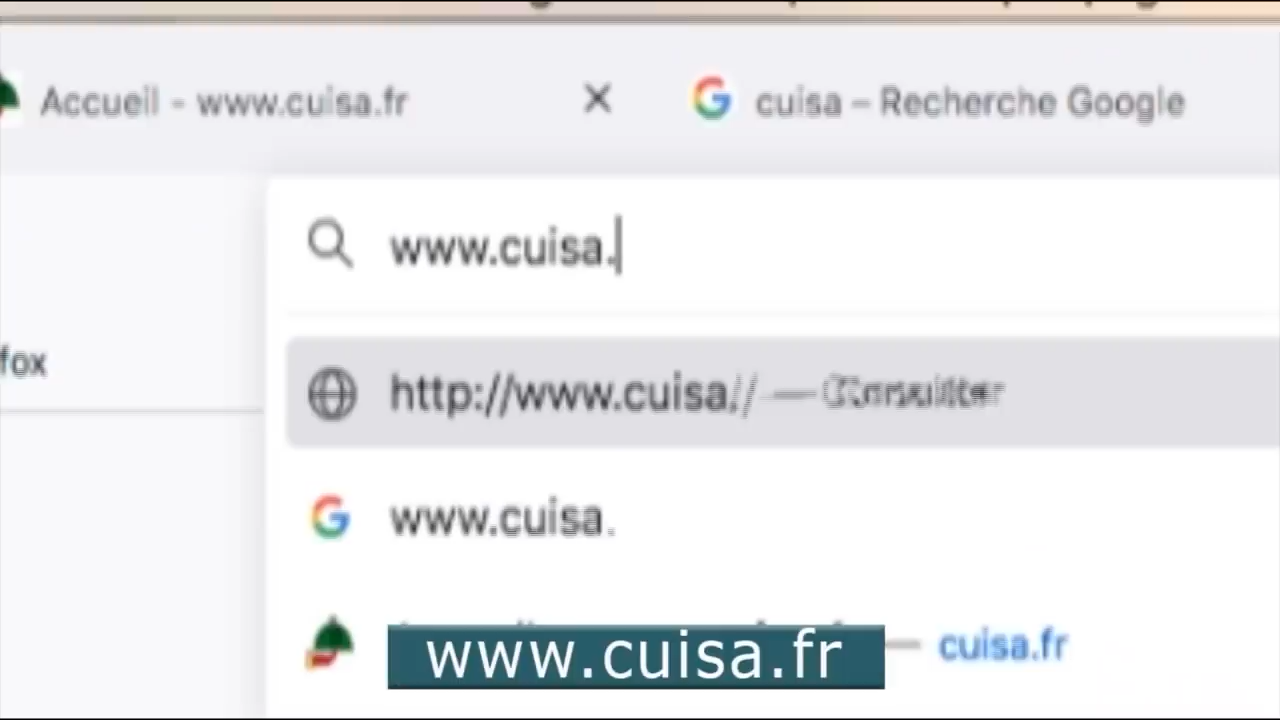 Accueil - www.cuisa.fr
cuisa – Recherche Google
www.cuisa.
fox
http://www.cuisa. — Consulter
www.cuisa.
— cuisa.fr
www.cuisa.fr